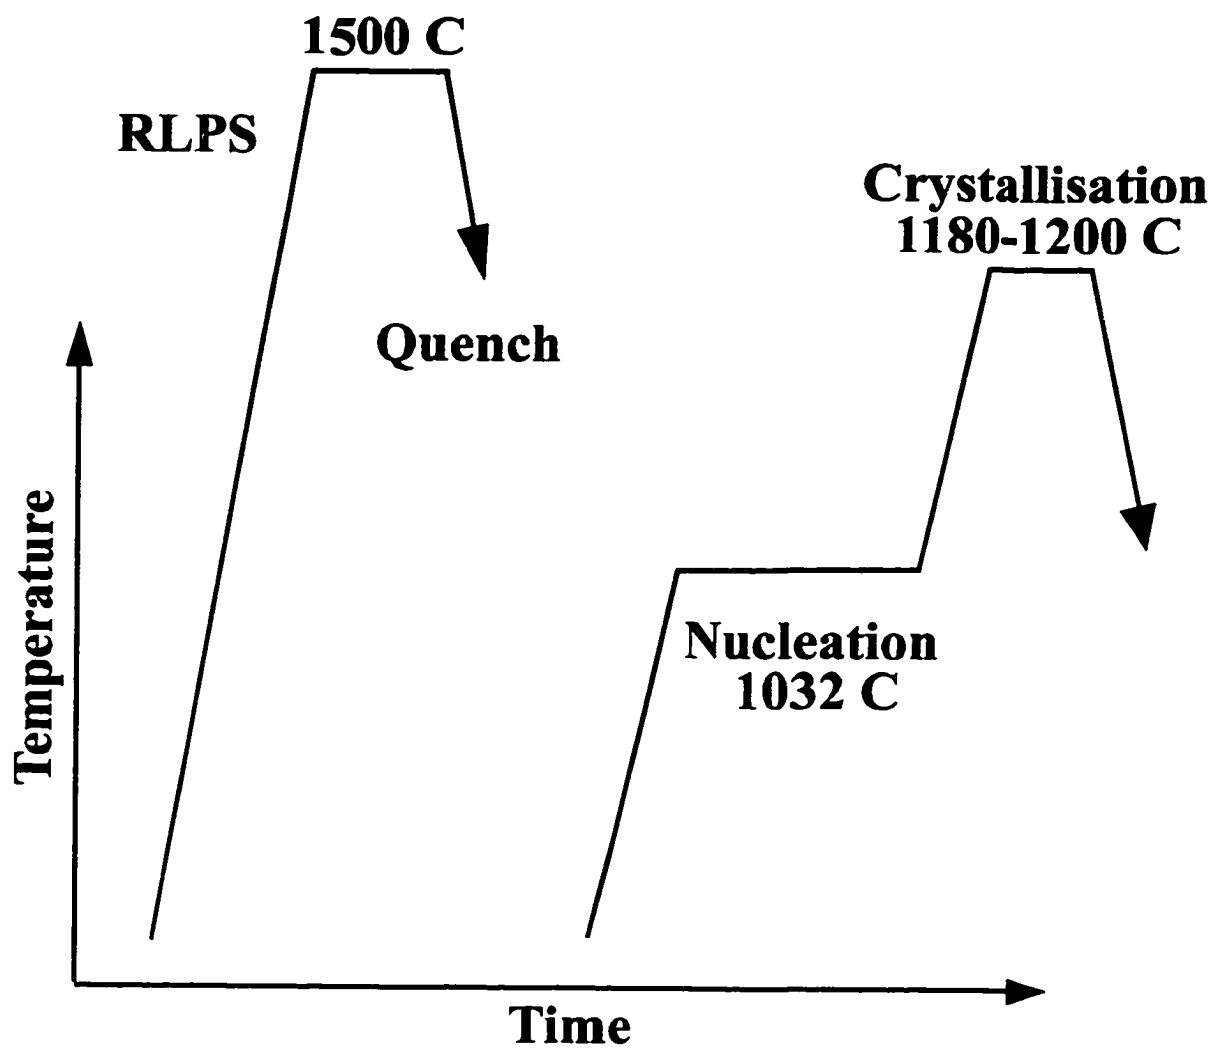 1500 C
RLPS
Crystallisation
1180-1200 C
Quench
Temperature
Nucleation
1032 C
Time